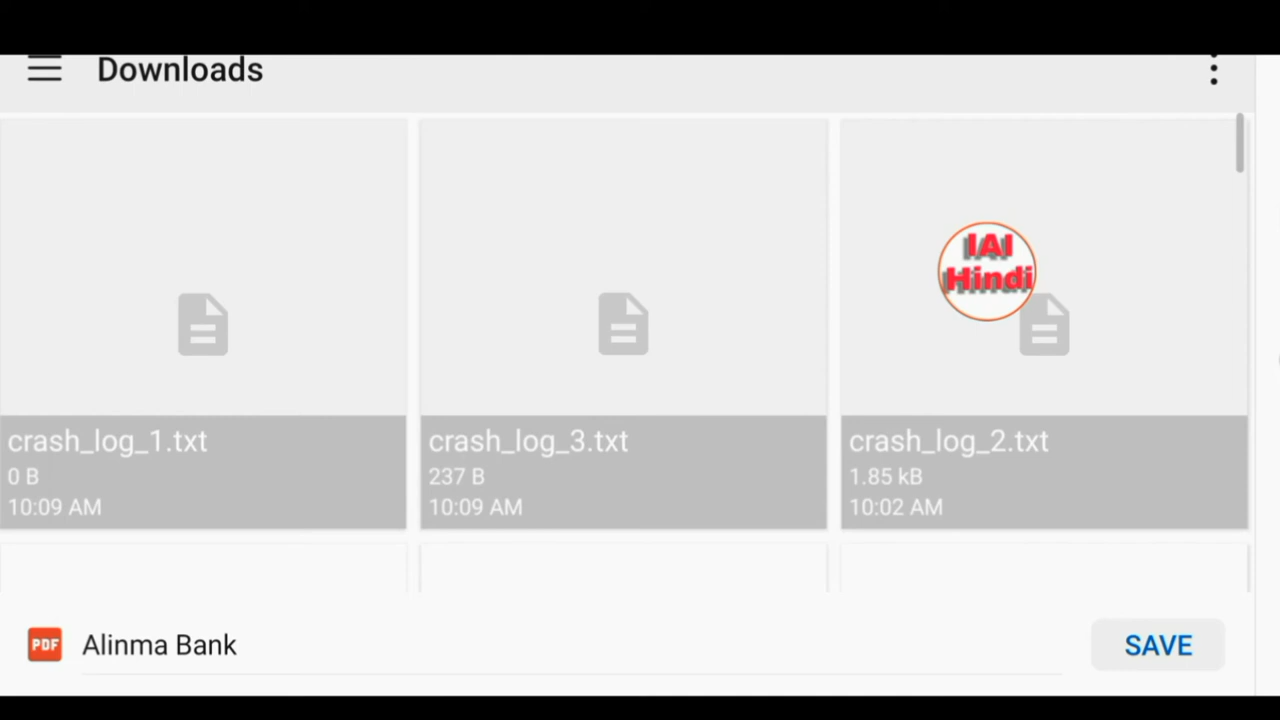 Downloads
IAI
Hindi
crash_log_1.txt
0 B
10:09 AM
crash_log_3.txt
237 B
10:09 AM
crash_log_2.txt
1.85 kB
10:02 AM
PDF
Alinma Bank
SAVE